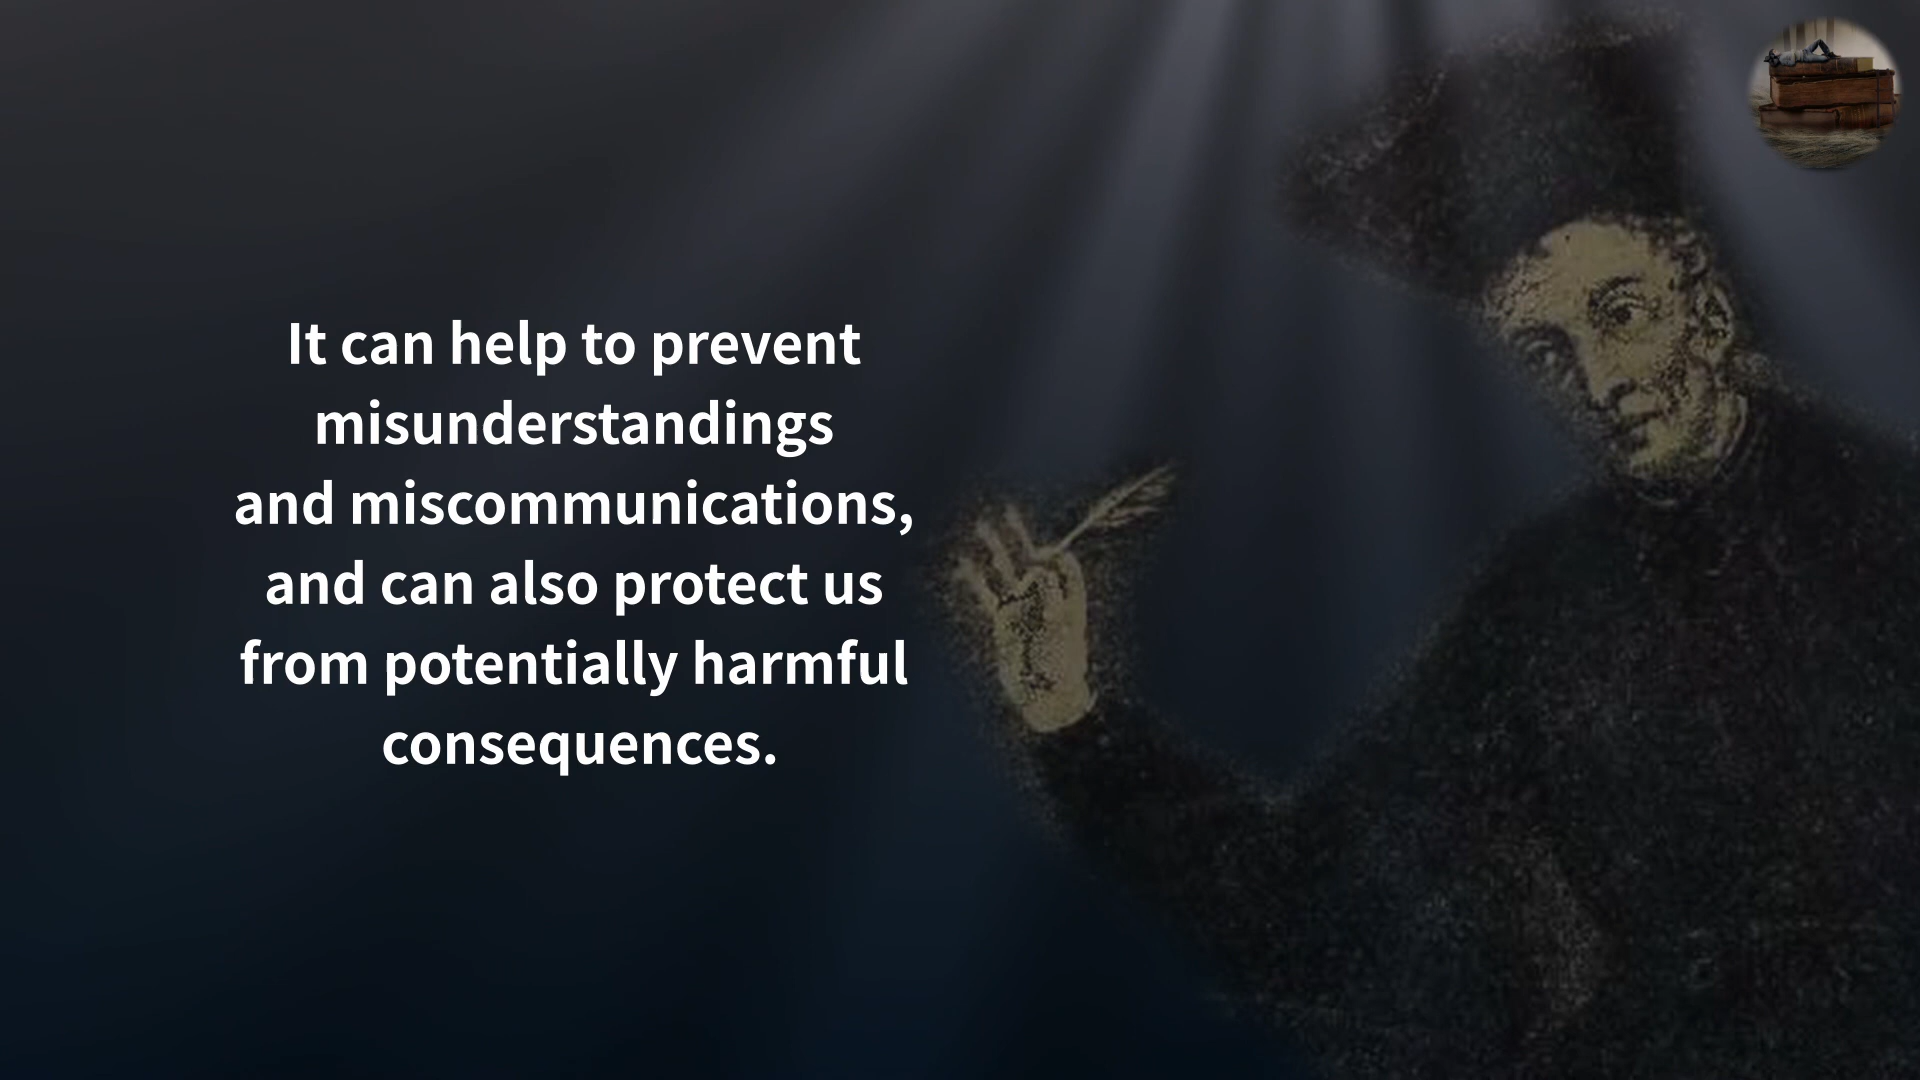 It can help to prevent
misunderstandings
and miscommunications,
and can also protect us
from potentially harmful
consequences.